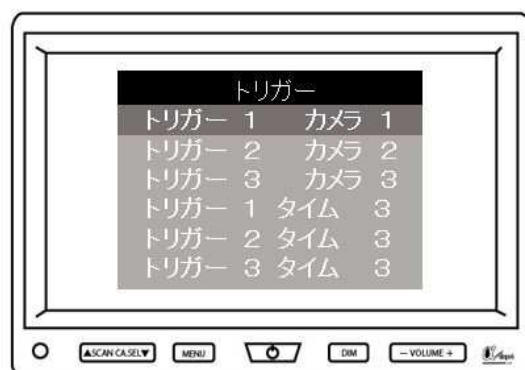 トリガー
トリガー 1 カメラ 1
トリガー 2 カメラ 2
トリガー 3 カメラ 3
トリガー 1 タイム 3
トリガー 2 タイム 3
トリガー 3 タイム 3
▲SCAN CA.SEL▼ MENU DIM − VOLUME +